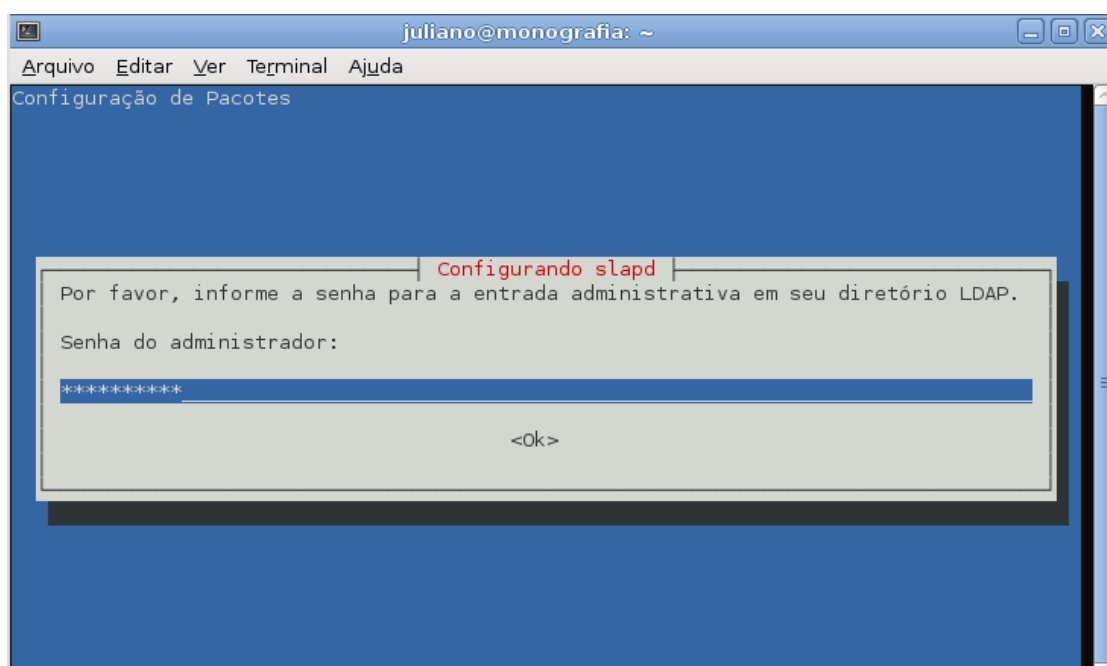 juliano@monografia: ~
Arquivo Editar Ver Terminal Ajuda
Configuração de Pacotes
Configurando slapd
Por favor, informe a senha para a entrada administrativa em seu diretório LDAP.
Senha do administrador:
**********
<Ok>